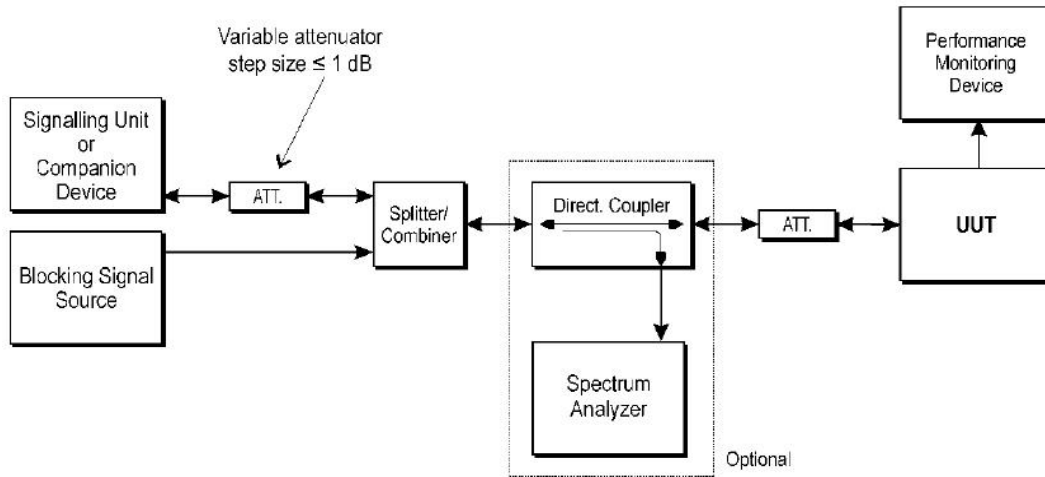 Variable attenuator
step size ≤ 1 dB
Performance
Monitoring
Device
Signalling Unit
or
Companion
Device
ATT.
Splitter/
Combiner
Direct. Coupler
ATT.
UUT
Blocking Signal
Source
Spectrum
Analyzer
Optional